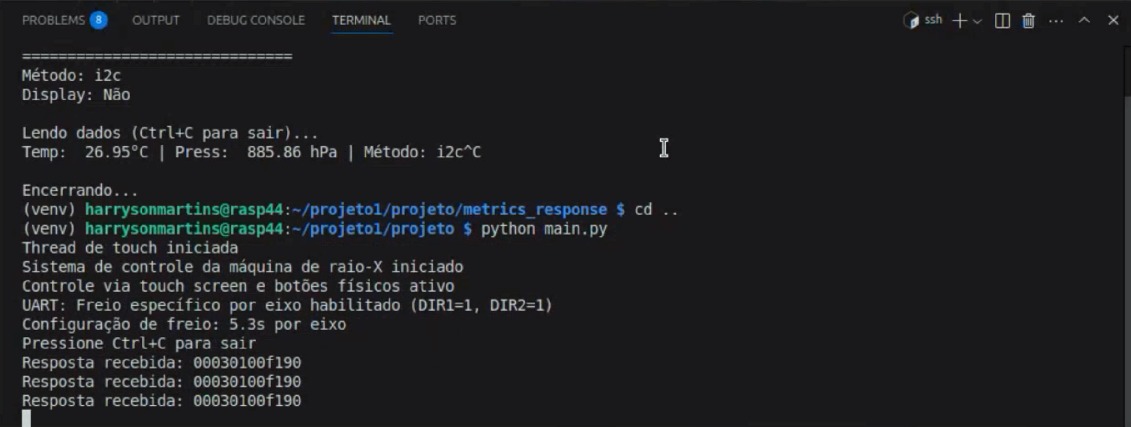 PROBLEMS 8 OUTPUT DEBUG CONSOLE TERMINAL PORTS ssh
==============================
Método: i2c
Display: Não
Lendo dados (Ctrl+C para sair)...
Temp:  26.95°C | Press:  885.86 hPa | Método: i2c^C
Encerrando...
(venv) harrysonmartins@rasp44:~/projeto1/projeto/metrics_response $ cd ..
(venv) harrysonmartins@rasp44:~/projeto1/projeto $ python main.py
Thread de touch iniciada
Sistema de controle da máquina de raio-X iniciado
Controle via touch screen e botões físicos ativo
UART: Freio específico por eixo habilitado (DIR1=1, DIR2=1)
Configuração de freio: 5.3s por eixo
Pressione Ctrl+C para sair
Resposta recebida: 00030100f190
Resposta recebida: 00030100f190
Resposta recebida: 00030100f190